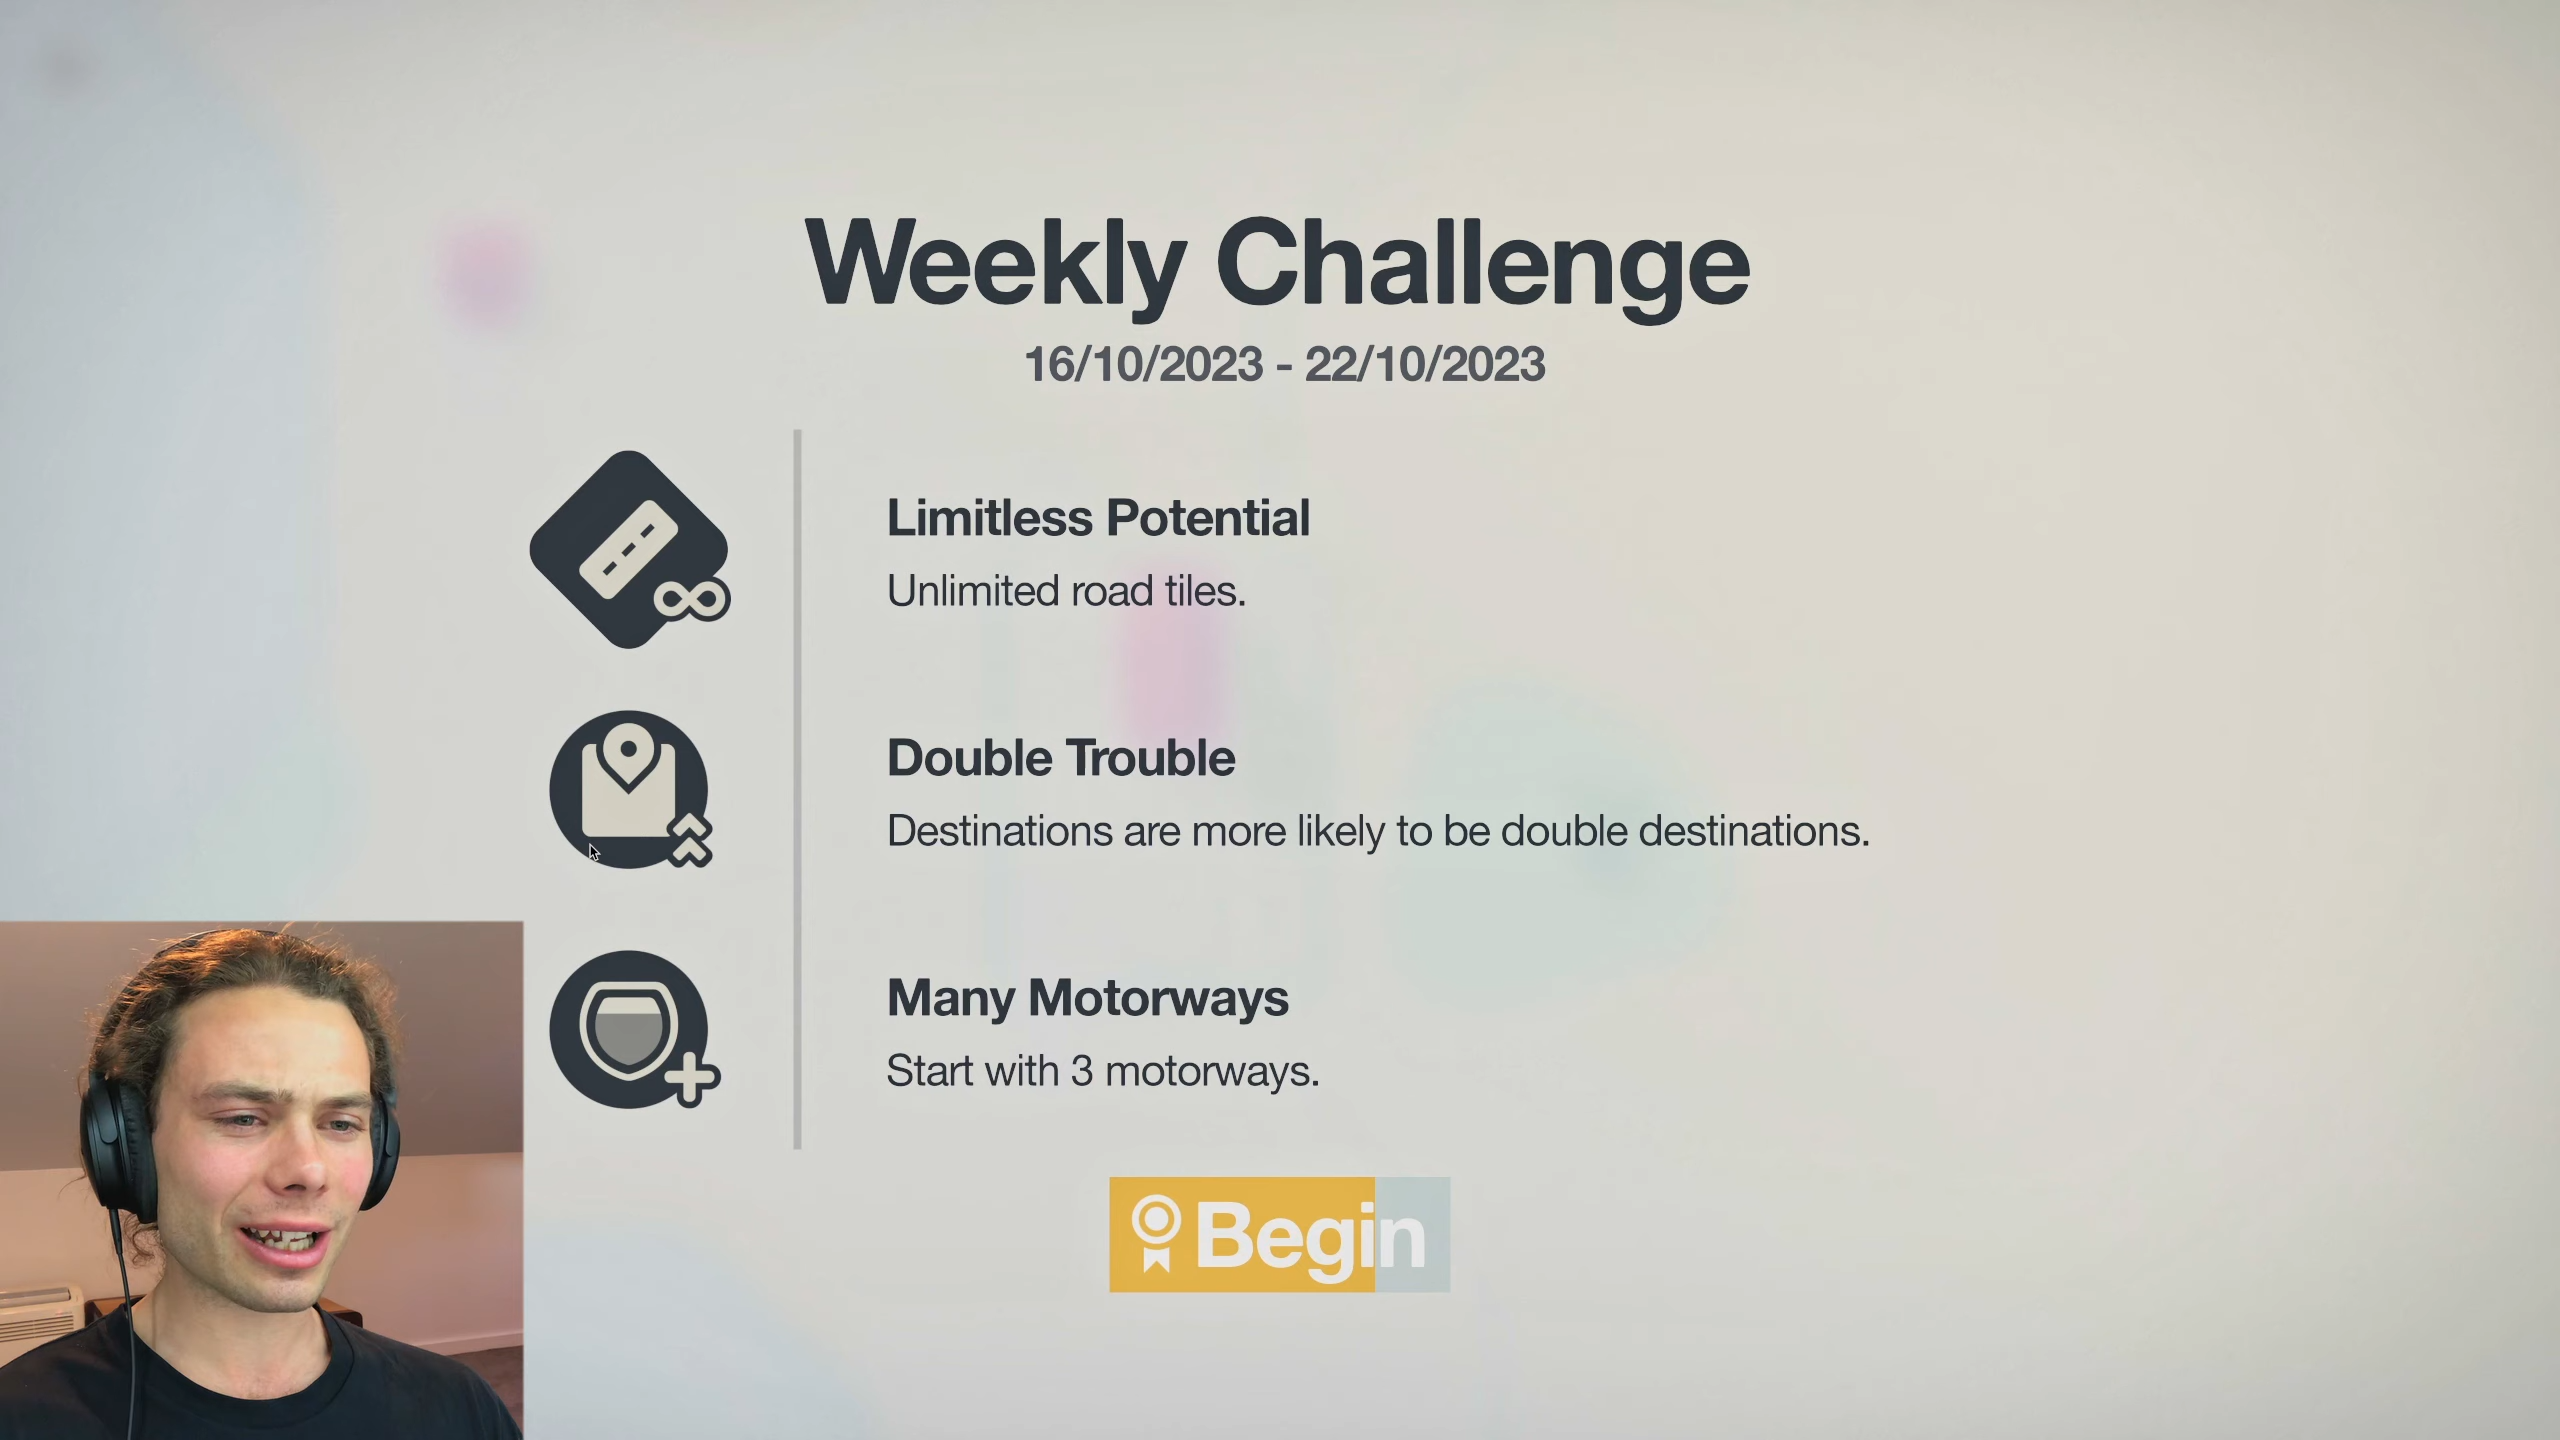 Weekly Challenge
16/10/2023 - 22/10/2023
Limitless Potential
Unlimited road tiles.
Double Trouble
Destinations are more likely to be double destinations.
Many Motorways
Start with 3 motorways.
Begin